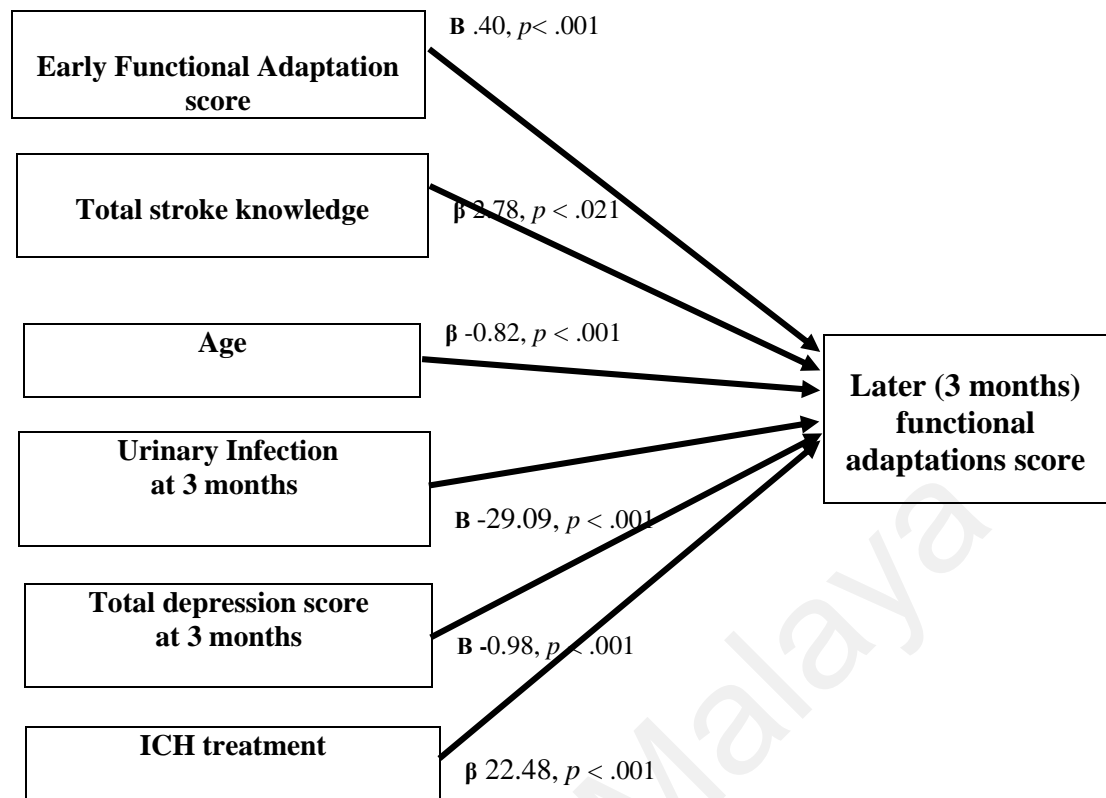 B .40, p< .001
Early Functional Adaptation
score
Total stroke knowledge
β 2.78, p < .021
Age
β -0.82, p < .001
Urinary Infection
at 3 months
B -29.09, p < .001
Total depression score
at 3 months
B -0.98, p < .001
ICH treatment
β 22.48, p < .001
Later (3 months)
functional
adaptations score
Malaya